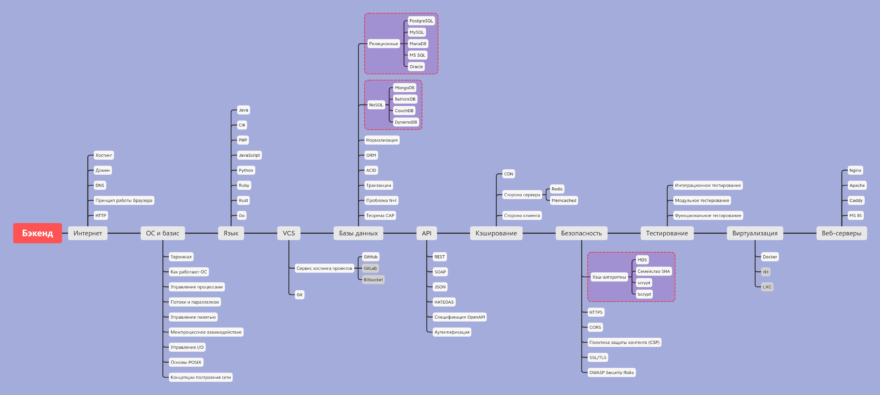 Бэкенд
Интернет
Хостинг
Домен
DNS
Принцип работы браузера
HTTP
ОС и базис
Терминал
Как работает ОС
Управление процессами
Потоки и параллелизм
Управление памятью
Межпроцессное взаимодействие
Управление I/O
Основы POSIX
Концепции построения сети
Язык
Java
C#
PHP
JavaScript
Python
Ruby
Rust
Go
VCS
Сервис хостинга проектов
GitHub
GitLab
Bitbucket
Git
Базы данных
Реляционные
PostgreSQL
MySQL
MariaDB
MS SQL
Oracle
NoSQL
MongoDB
RethinkDB
CouchDB
DynamoDB
Нормализация
ORM
ACID
Транзакции
Проблема N+1
Теорема CAP
API
REST
SOAP
JSON
HATEOAS
Спецификация OpenAPI
Аутентификация
Кэширование
CDN
Сторона сервера
Redis
Memcached
Сторона клиента
Безопасность
Хэш алгоритмы
MD5
Семейство SHA
scrypt
bcrypt
HTTPS
CORS
Политика защиты контента (CSP)
SSL/TLS
OWASP Security Risks
Тестирование
Интеграционное тестирование
Модульное тестирование
Функциональное тестирование
Виртуализация
Docker
rkt
LXC
Веб-серверы
Nginx
Apache
Caddy
MS IIS